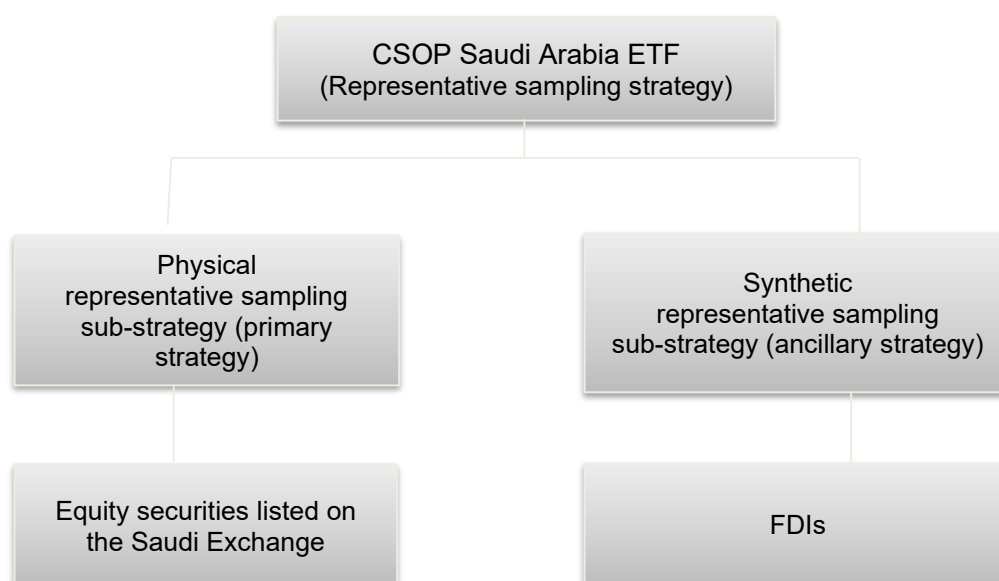 CSOP Saudi Arabia ETF
(Representative sampling strategy)
Physical
representative sampling
sub-strategy (primary
strategy)
Synthetic
representative sampling
sub-strategy (ancillary strategy)
Equity securities listed on
the Saudi Exchange
FDIs